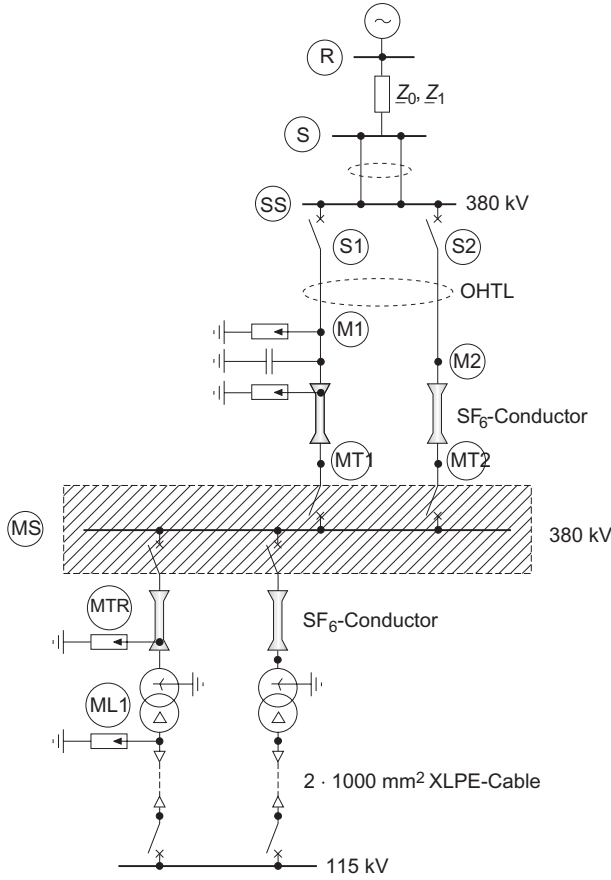 ~
R
Z0, Z1
S
SS
380 kV
S1
S2
OHTL
M1
M2
SF6-Conductor
MT1
MT2
MS
380 kV
MTR
SF6-Conductor
ML1
2 · 1000 mm² XLPE-Cable
115 kV